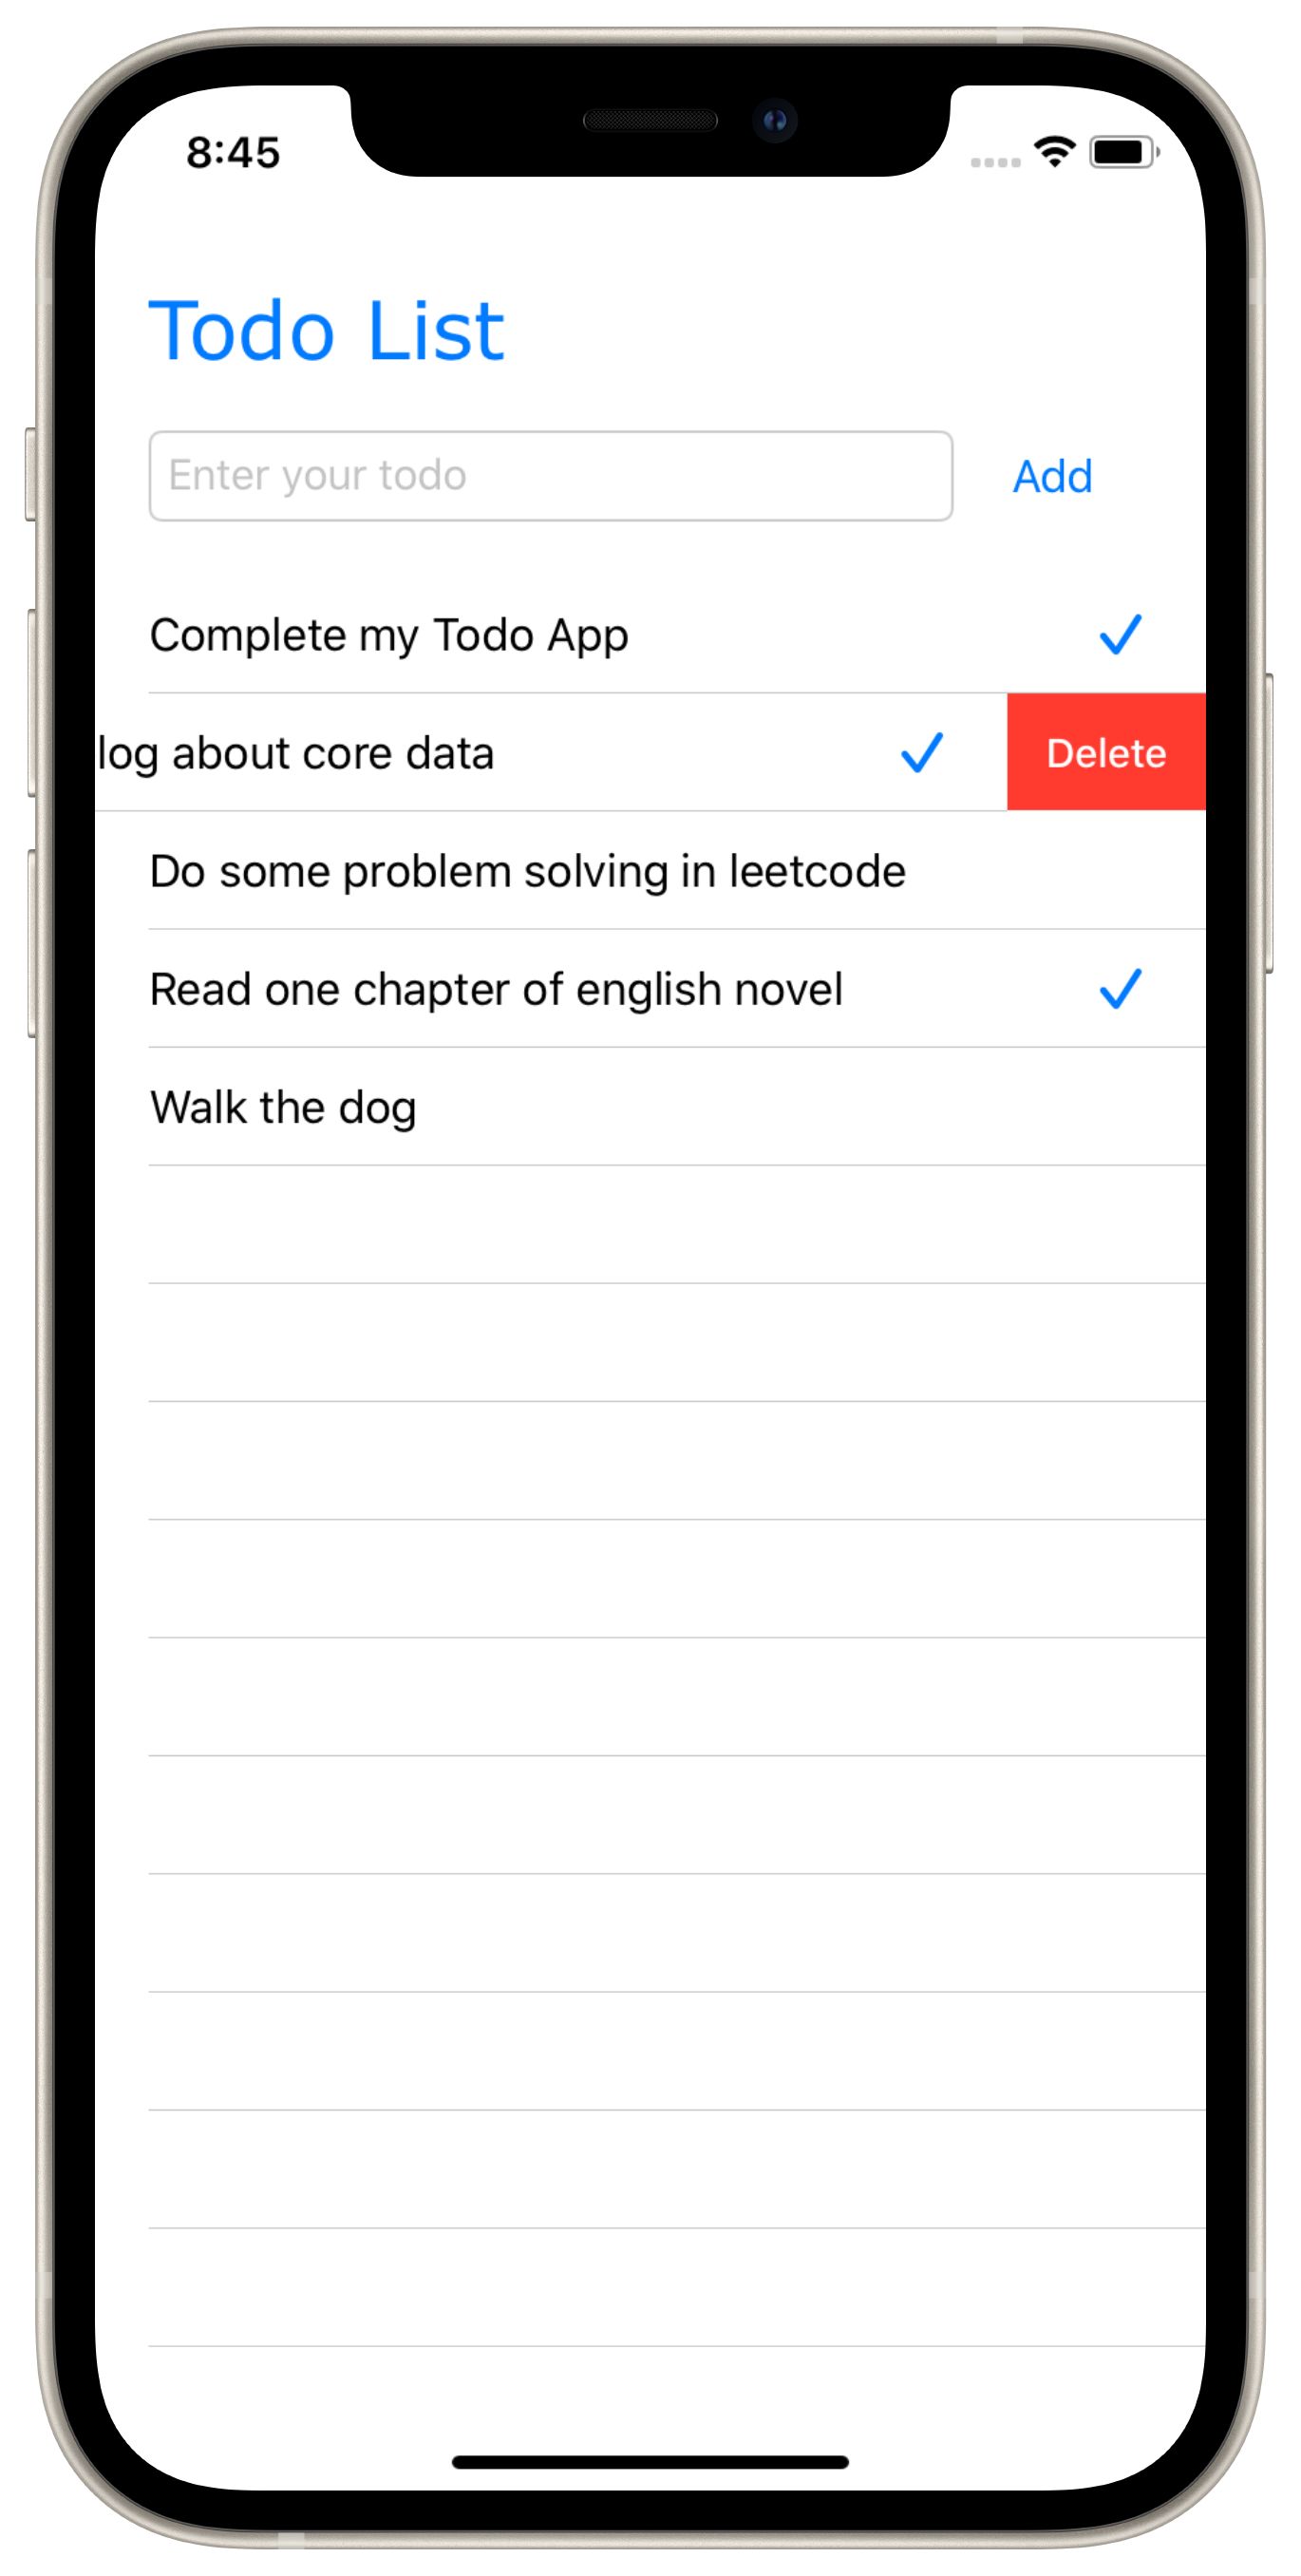 8:45
Todo List
Enter your todo
Add
Complete my Todo App
log about core data
Delete
Do some problem solving in leetcode
Read one chapter of english novel
Walk the dog